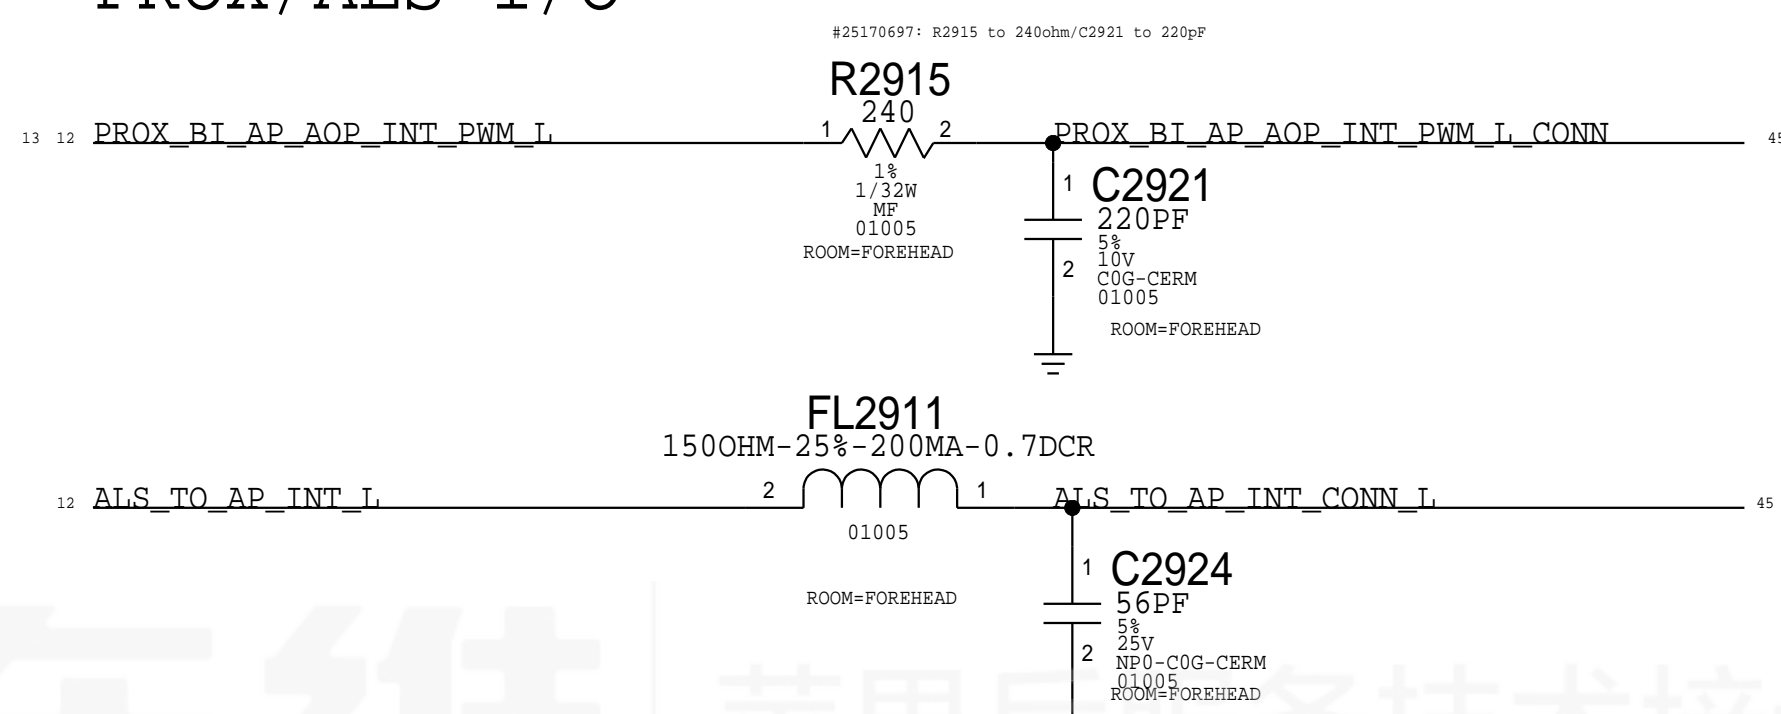 PROX/ALS I/O
#25170697: R2915 to 240ohm/C2921 to 220pF
R2915
240
13 12 PROX_BI_AP_AOP_INT_PWM_L 1 2 PROX_BI_AP_AOP_INT_PWM_L_CONN 45
1%
1/32W
MF
01005
ROOM=FOREHEAD
1 C2921
220PF
5%
10V
2 C0G-CERM
01005
ROOM=FOREHEAD
FL2911
150OHM-25%-200MA-0.7DCR
12 ALS_TO_AP_INT_L 2 1 ALS_TO_AP_INT_CONN_L 45
01005
ROOM=FOREHEAD
1 C2924
56PF
5%
25V
2 NP0-C0G-CERM
01005
ROOM=FOREHEAD